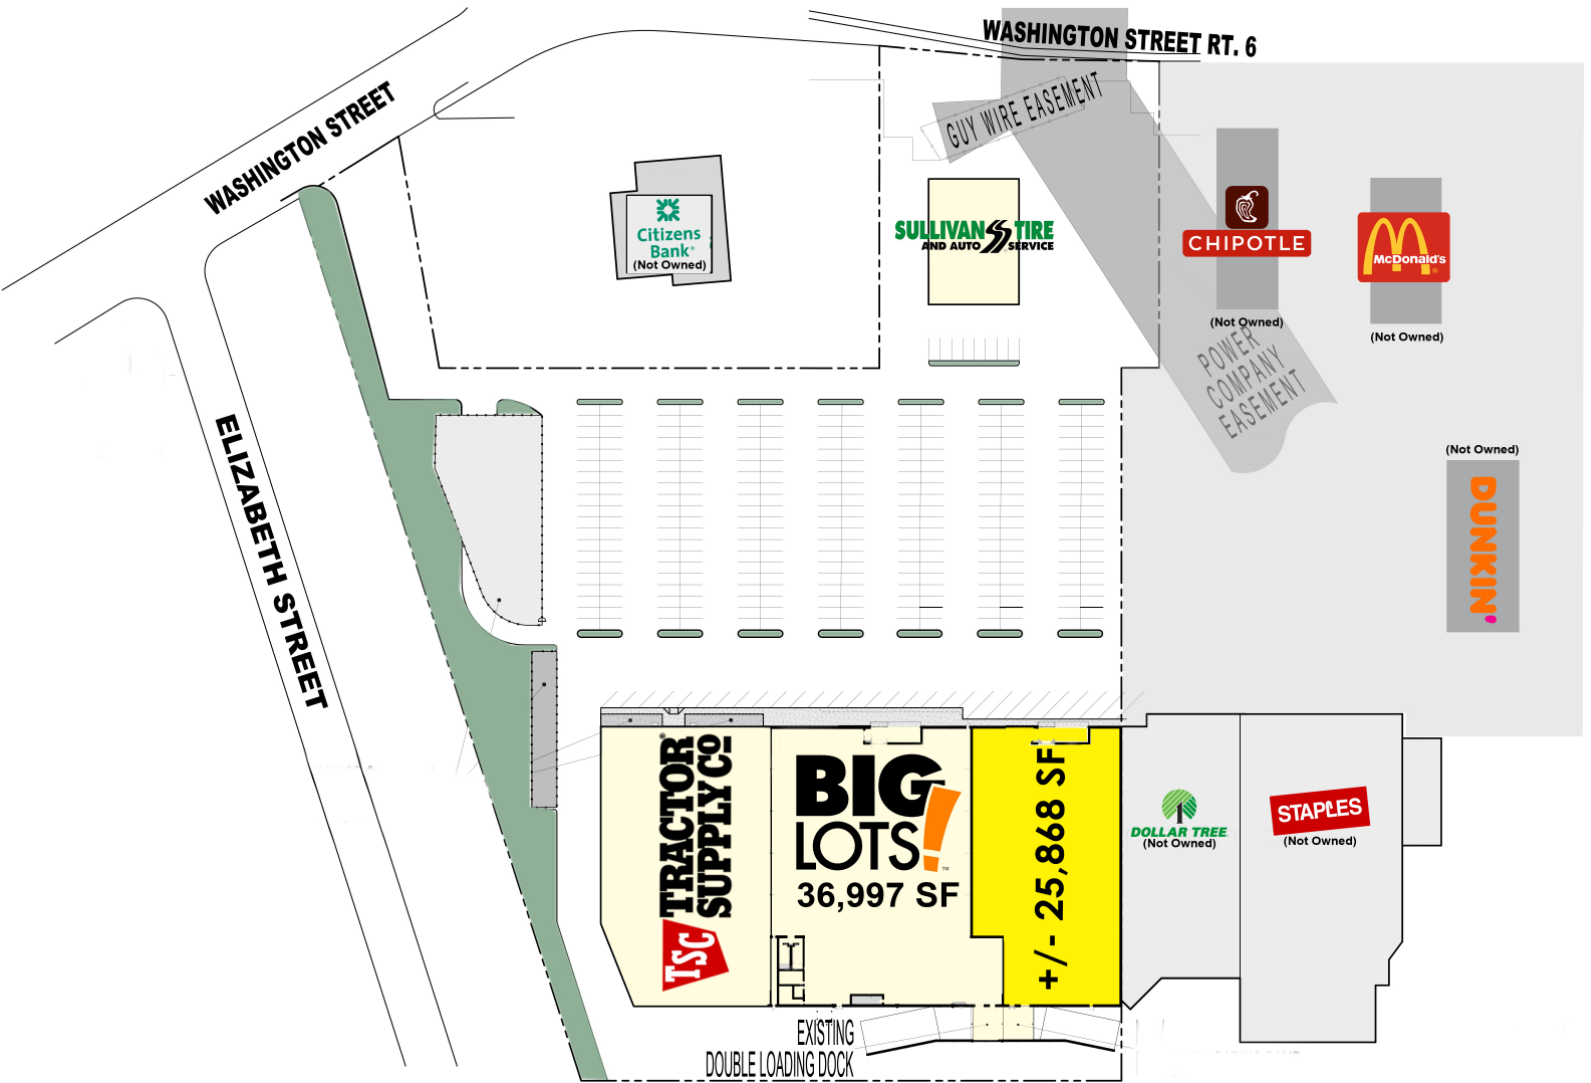 WASHINGTON STREET RT. 6
WASHINGTON STREET
GUY WIRE EASEMENT
Citizens
Bank®
(Not Owned)
SULLIVAN TIRE
AND AUTO SERVICE
CHIPOTLE
(Not Owned)
McDonald's
(Not Owned)
POWER
COMPANY
EASEMENT
ELIZABETH STREET
(Not Owned)
DUNKIN'
TRACTOR
SUPPLY CO
TSC
BIG
LOTS!
™
36,997 SF
+/- 25,868 SF
DOLLAR TREE
(Not Owned)
STAPLES
(Not Owned)
EXISTING
DOUBLE LOADING DOCK